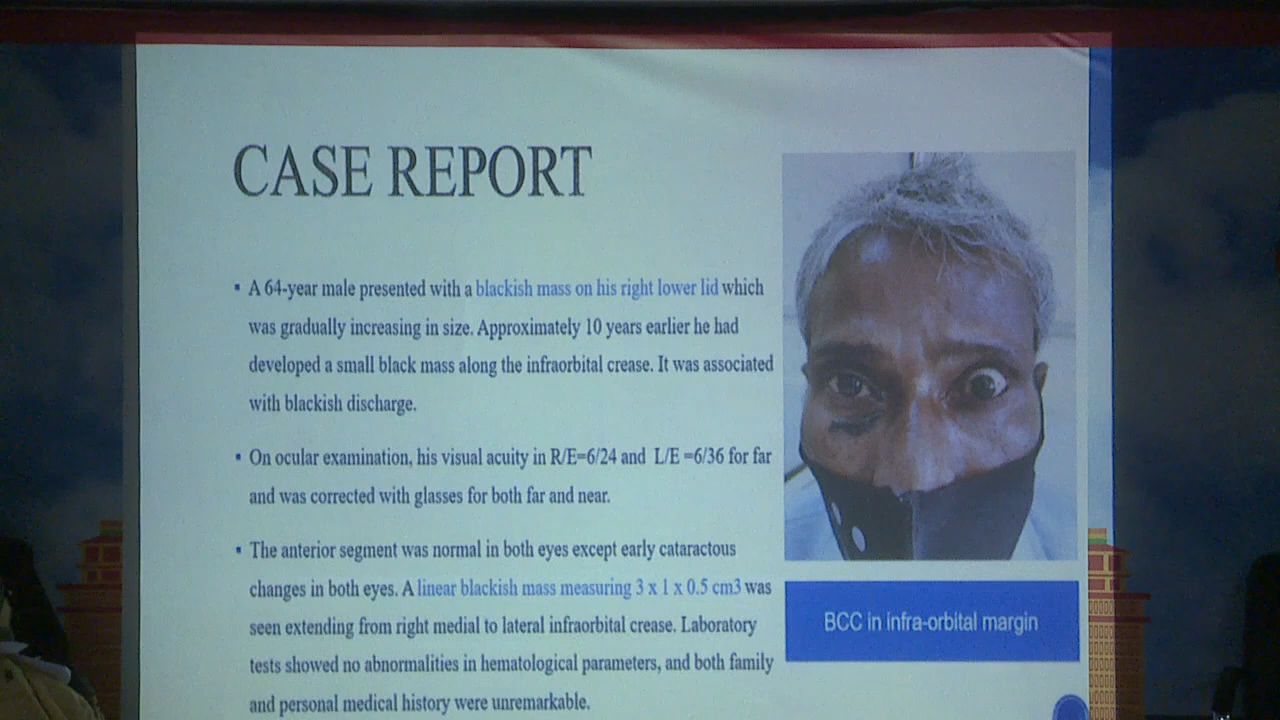 CASE REPORT
▪ A 64-year male presented with a blackish mass on his right lower lid which
was gradually increasing in size. Approximately 10 years earlier he had
developed a small black mass along the infraorbital crease. It was associated
with blackish discharge.
▪ On ocular examination, his visual acuity in R/E=6/24 and L/E =6/36 for far
and was corrected with glasses for both far and near.
▪ The anterior segment was normal in both eyes except early cataractous
changes in both eyes. A linear blackish mass measuring 3 x 1 x 0.5 cm3 was
seen extending from right medial to lateral infraorbital crease. Laboratory
tests showed no abnormalities in hematological parameters, and both family
and personal medical history were unremarkable.
BCC in infra-orbital margin